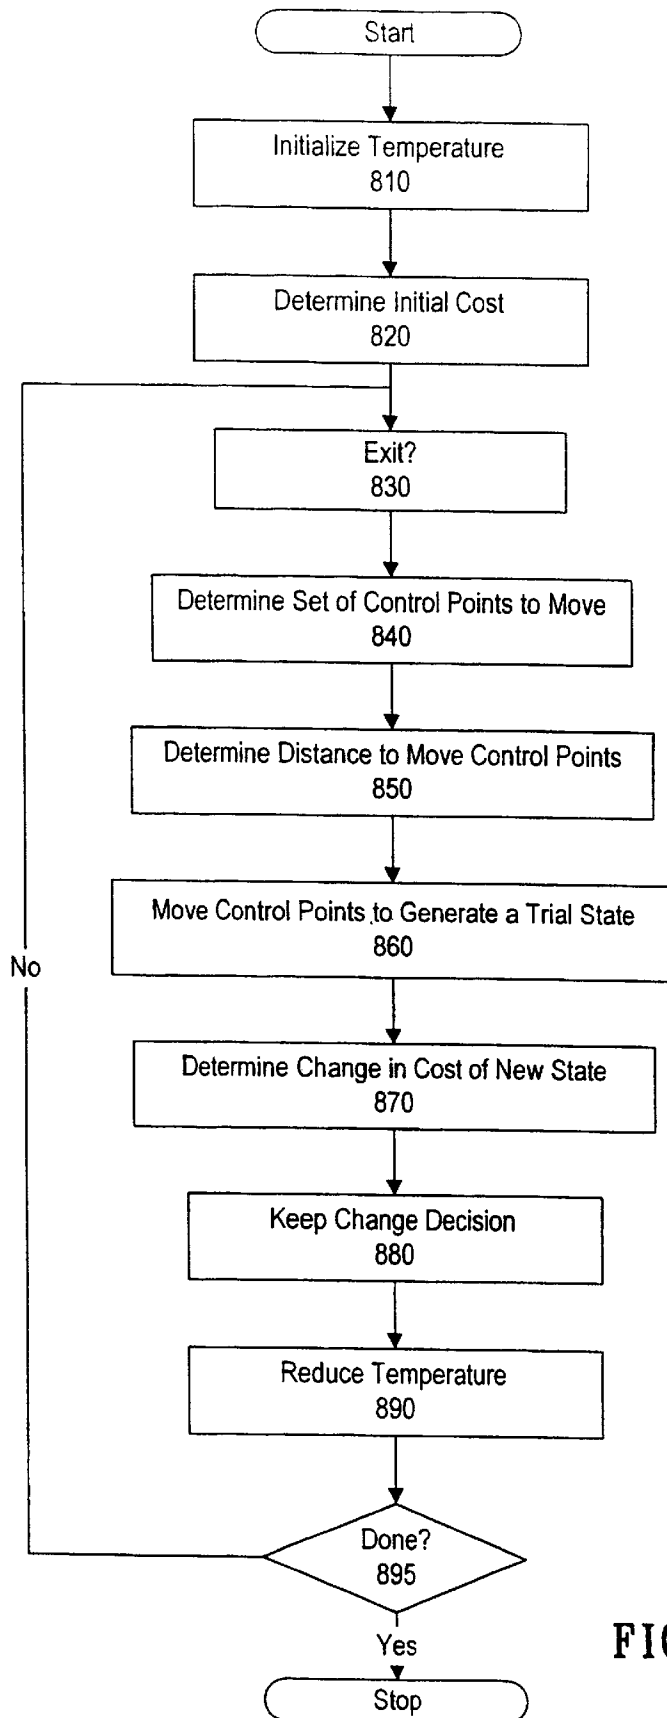 Start
Initialize Temperature
810
Determine Initial Cost
820
Exit?
830
Determine Set of Control Points to Move
840
Determine Distance to Move Control Points
850
Move Control Points to Generate a Trial State
860
No
Determine Change in Cost of New State
870
Keep Change Decision
880
Reduce Temperature
890
Done?
895
Yes
Stop